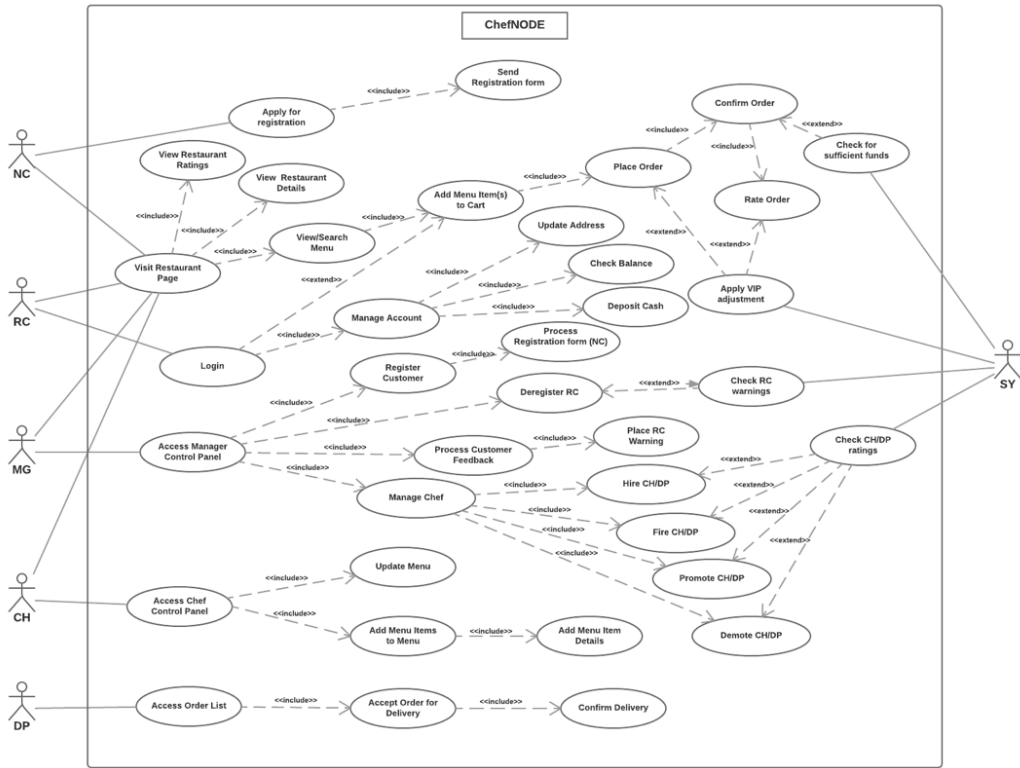 ChefNODE
Send
Registration form
<<include>>
Apply for
registration
Confirm Order
<<extend>>
<<include>>
<<include>>
Check for
sufficient funds
NC
View Restaurant
Ratings
View Restaurant
Details
Place Order
<<include>>
Add Menu Item(s)
to Cart
Rate Order
<<include>>
<<include>>
<<include>>
Update Address
View/Search
Menu
<<include>>
<<extend>>
<<extend>>
Visit Restaurant
Page
<<extend>>
<<include>>
Check Balance
Apply VIP
adjustment
<<include>>
Deposit Cash
<<include>>
Manage Account
RC
<<include>>
Process
Registration form (NC)
<<include>>
Login
Register
Customer
SY
<<extend>>
Check RC
warnings
Deregister RC
<<include>>
<<include>>
Place RC
Warning
<<include>>
Check CH/DP
ratings
MG
Access Manager
Control Panel
<<include>>
Process Customer
Feedback
<<extend>>
<<include>>
<<include>>
Hire CH/DP
<<extend>>
Manage Chef
<<include>>
<<extend>>
<<include>>
Fire CH/DP
<<extend>>
<<include>>
Update Menu
Promote CH/DP
<<include>>
CH
Access Chef
Control Panel
<<include>>
Add Menu Items
to Menu
<<include>>
Add Menu Item
Details
Demote CH/DP
DP
Access Order List
<<include>>
Accept Order for
Delivery
<<include>>
Confirm Delivery